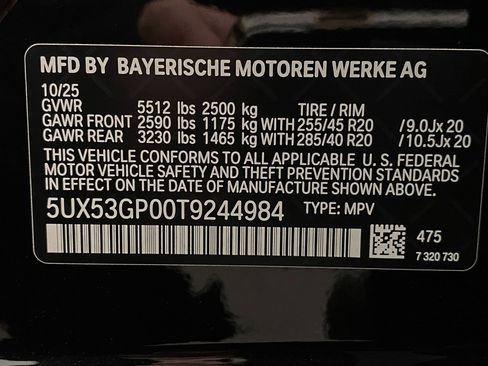 MFD BY BAYERISCHE MOTOREN WERKE AG
10/25
GVWR 5512 lbs 2500 kg TIRE / RIM
GAWR FRONT 2590 lbs 1175 kg WITH 255/45 R20 /9.0Jx 20
GAWR REAR 3230 lbs 1465 kg WITH 285/40 R20 /10.5Jx 20
THIS VEHICLE CONFORMS TO ALL APPLICABLE U. S. FEDERAL
MOTOR VEHICLE SAFETY, BUMPER, AND THEFT PREVENTION
STANDARDS IN EFFECT ON THE DATE OF MANUFACTURE SHOWN ABOVE.
5UX53GP00T9244984 TYPE: MPV
475
7 320 730